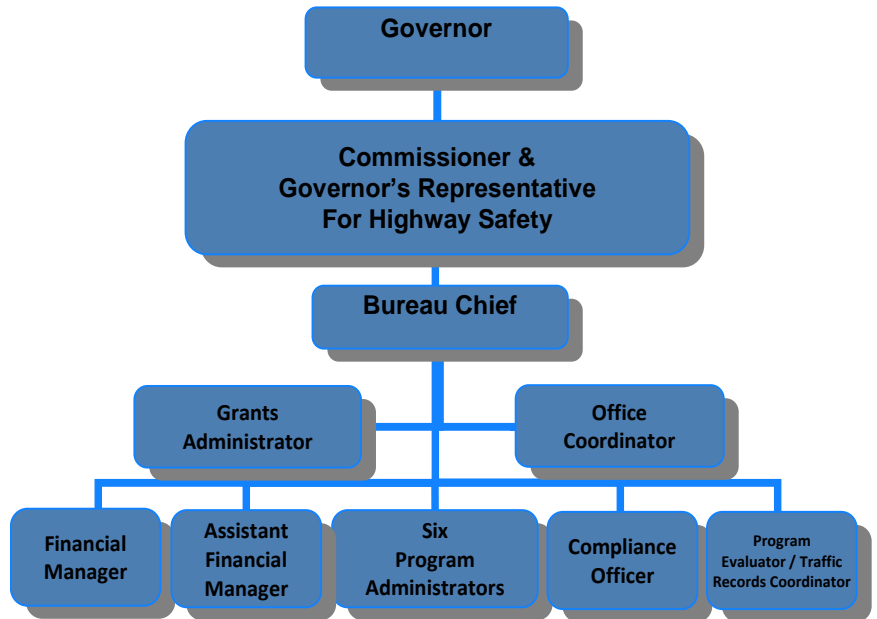 Governor
Commissioner &
Governor's Representative
For Highway Safety
Bureau Chief
Grants
Administrator
Office
Coordinator
Financial
Manager
Assistant
Financial
Manager
Six
Program
Administrators
Compliance
Officer
Program
Evaluator / Traffic
Records Coordinator